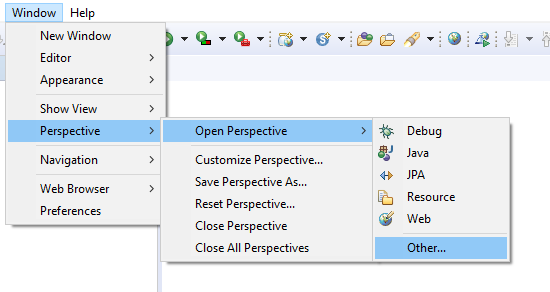 Window Help
New Window
Editor
Appearance
Show View
Perspective
Navigation
Web Browser
Preferences
Open Perspective
Customize Perspective...
Save Perspective As...
Reset Perspective...
Close Perspective
Close All Perspectives
Debug
Java
JPA
Resource
Web
Other...